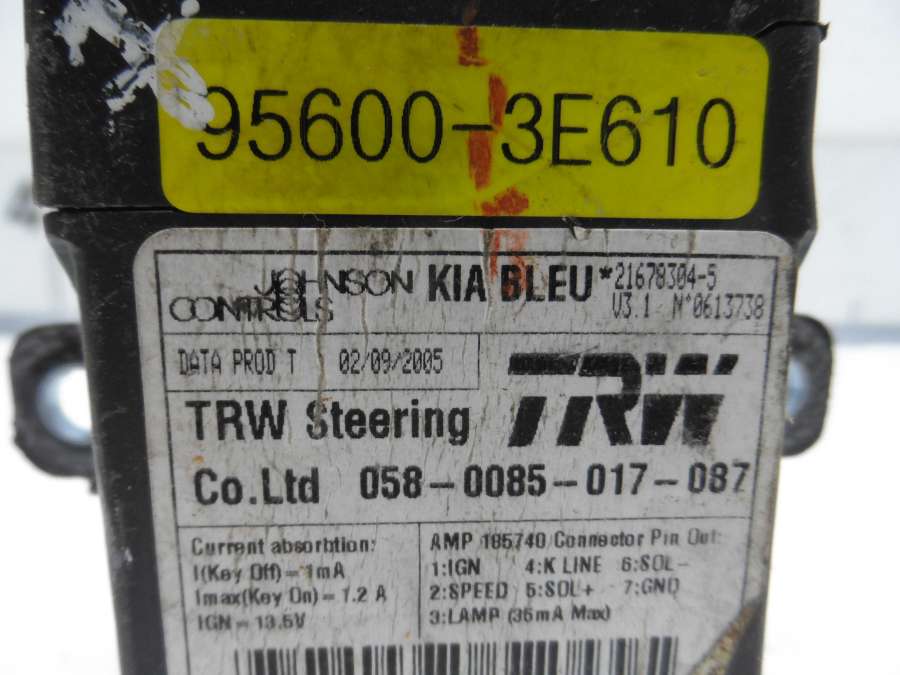 95600-3E610
JOHNSON CONTROLS KIA BLEU *21678304-5
V3.1 N°0613738
DATA PROD T 02/09/2005
TRW Steering TRW
Co.Ltd 058-0085-017-087
Current absorbtion: AMP 185740 Connector Pin Out:
I(Key Off)=1mA 1:IGN 4:K LINE 6:SOL-
Imax(Key On)=1.2 A 2:SPEED 5:SOL+ 7:GND
IGN=13.5V 3:LAMP (35mA Max)